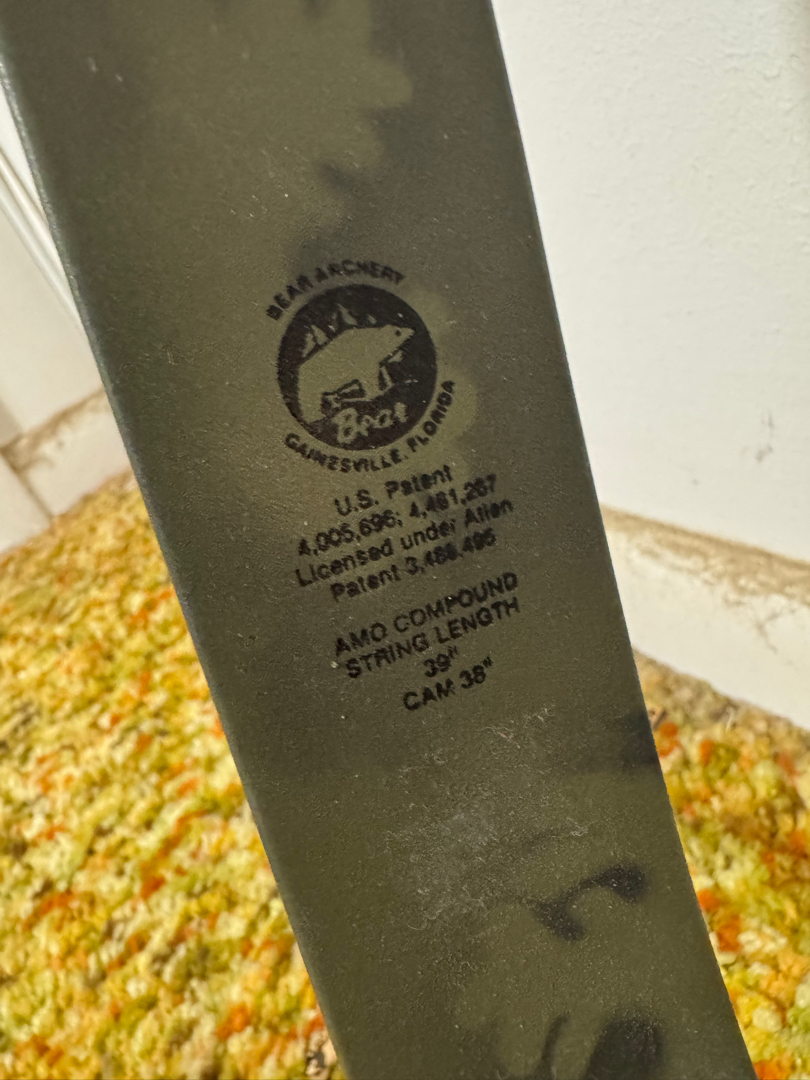 BEAR ARCHERY
Bear
GAINESVILLE, FLORIDA
U.S. Patent
4,005,696; 4,461,267
Licensed under Allen
Patent 3,486,495
AMO COMPOUND
STRING LENGTH
39"
CAM 38"